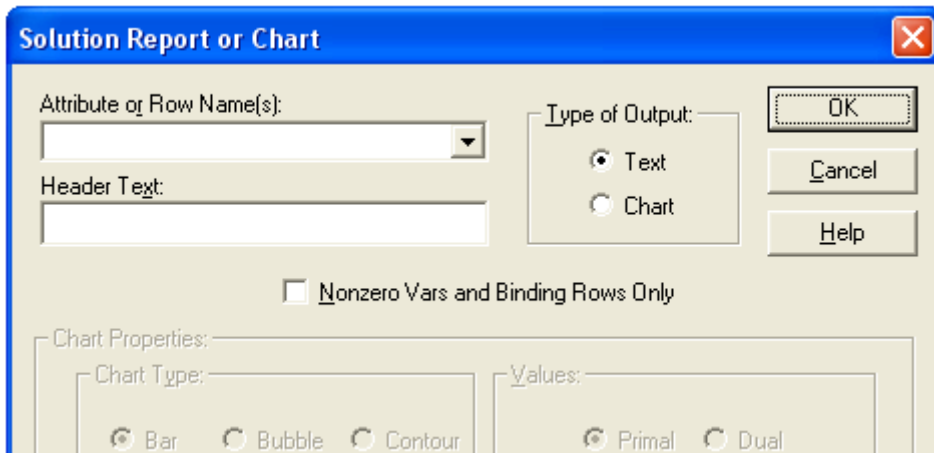 Solution Report or Chart
Attribute or Row Name(s):
Header Text:
Type of Output:
Text
Chart
OK
Cancel
Help
Nonzero Vars and Binding Rows Only
Chart Properties:
Chart Type:
Bar Bubble Contour
Values:
Primal Dual